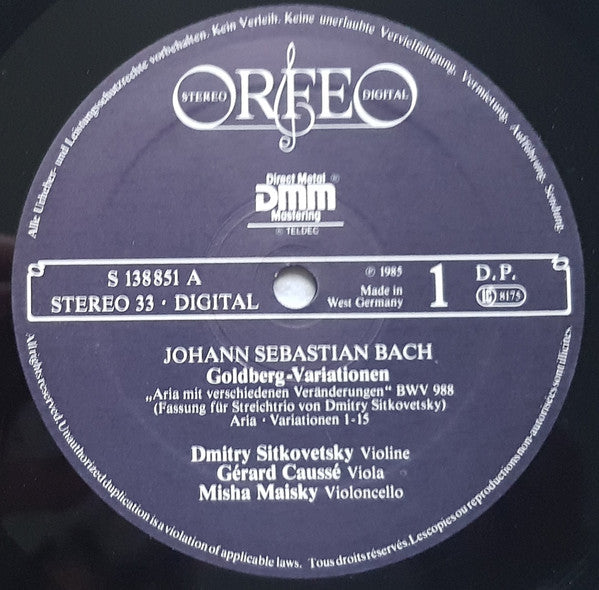 Alle Urheber- und Leistungsschutzrechte vorbehalten. Kein Verleih. Keine unerlaubte Vervielfältigung, Vermietung, Aufführung, Sendung.
ORFEO
STEREO DIGITAL
Direct Metal ®
DMM
Mastering
® TELDEC
S 138 851 A
STEREO 33 · DIGITAL
℗ 1985
Made in
West Germany
1
D.P.
LC 8175
JOHANN SEBASTIAN BACH
Goldberg-Variationen
„Aria mit verschiedenen Veränderungen“ BWV 988
(Fassung für Streichtrio von Dmitry Sitkovetsky)
Aria · Variationen 1-15
Dmitry Sitkovetsky Violine
Gérard Caussé Viola
Misha Maisky Violoncello
All rights reserved. Unauthorized duplication is a violation of applicable laws. Tous droits réservés. Les copies ou reproductions non-autorisées sont illicites.